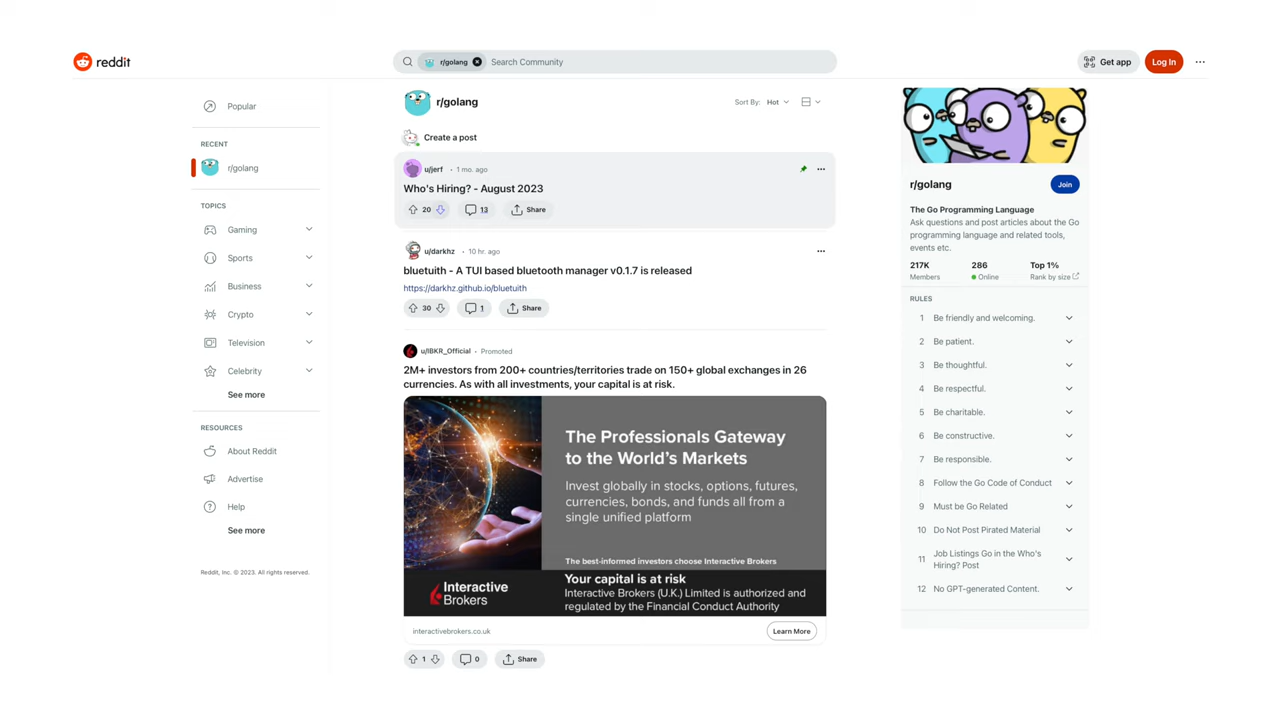 reddit
r/golang
Search Community
Get app
Log In
Popular
RECENT
r/golang
TOPICS
Gaming
Sports
Business
Crypto
Television
Celebrity
See more
RESOURCES
About Reddit
Advertise
Help
See more
Reddit, Inc. © 2023. All rights reserved.
r/golang
Sort By: Hot
Create a post
u/jerf • 1 mo. ago
Who's Hiring? - August 2023
20 13 Share
u/darkhz • 10 hr. ago
bluetuith - A TUI based bluetooth manager v0.1.7 is released
https://darkhz.github.io/bluetuith
30 1 Share
u/IBKR_Official • Promoted
2M+ investors from 200+ countries/territories trade on 150+ global exchanges in 26
currencies. As with all investments, your capital is at risk.
The Professionals Gateway
to the World's Markets
Invest globally in stocks, options, futures,
currencies, bonds, and funds all from a
single unified platform
The best-informed investors choose Interactive Brokers
Interactive
Brokers
Your capital is at risk
Interactive Brokers (U.K.) Limited is authorized and
regulated by the Financial Conduct Authority
interactivebrokers.co.uk
Learn More
1 0 Share
r/golang
Join
The Go Programming Language
Ask questions and post articles about the Go
programming language and related tools,
events etc.
217K 286 Top 1%
Members Online Rank by size
RULES
1 Be friendly and welcoming.
2 Be patient.
3 Be thoughtful.
4 Be respectful.
5 Be charitable.
6 Be constructive.
7 Be responsible.
8 Follow the Go Code of Conduct
9 Must be Go Related
10 Do Not Post Pirated Material
11 Job Listings Go in the Who's
Hiring? Post
12 No GPT-generated Content.